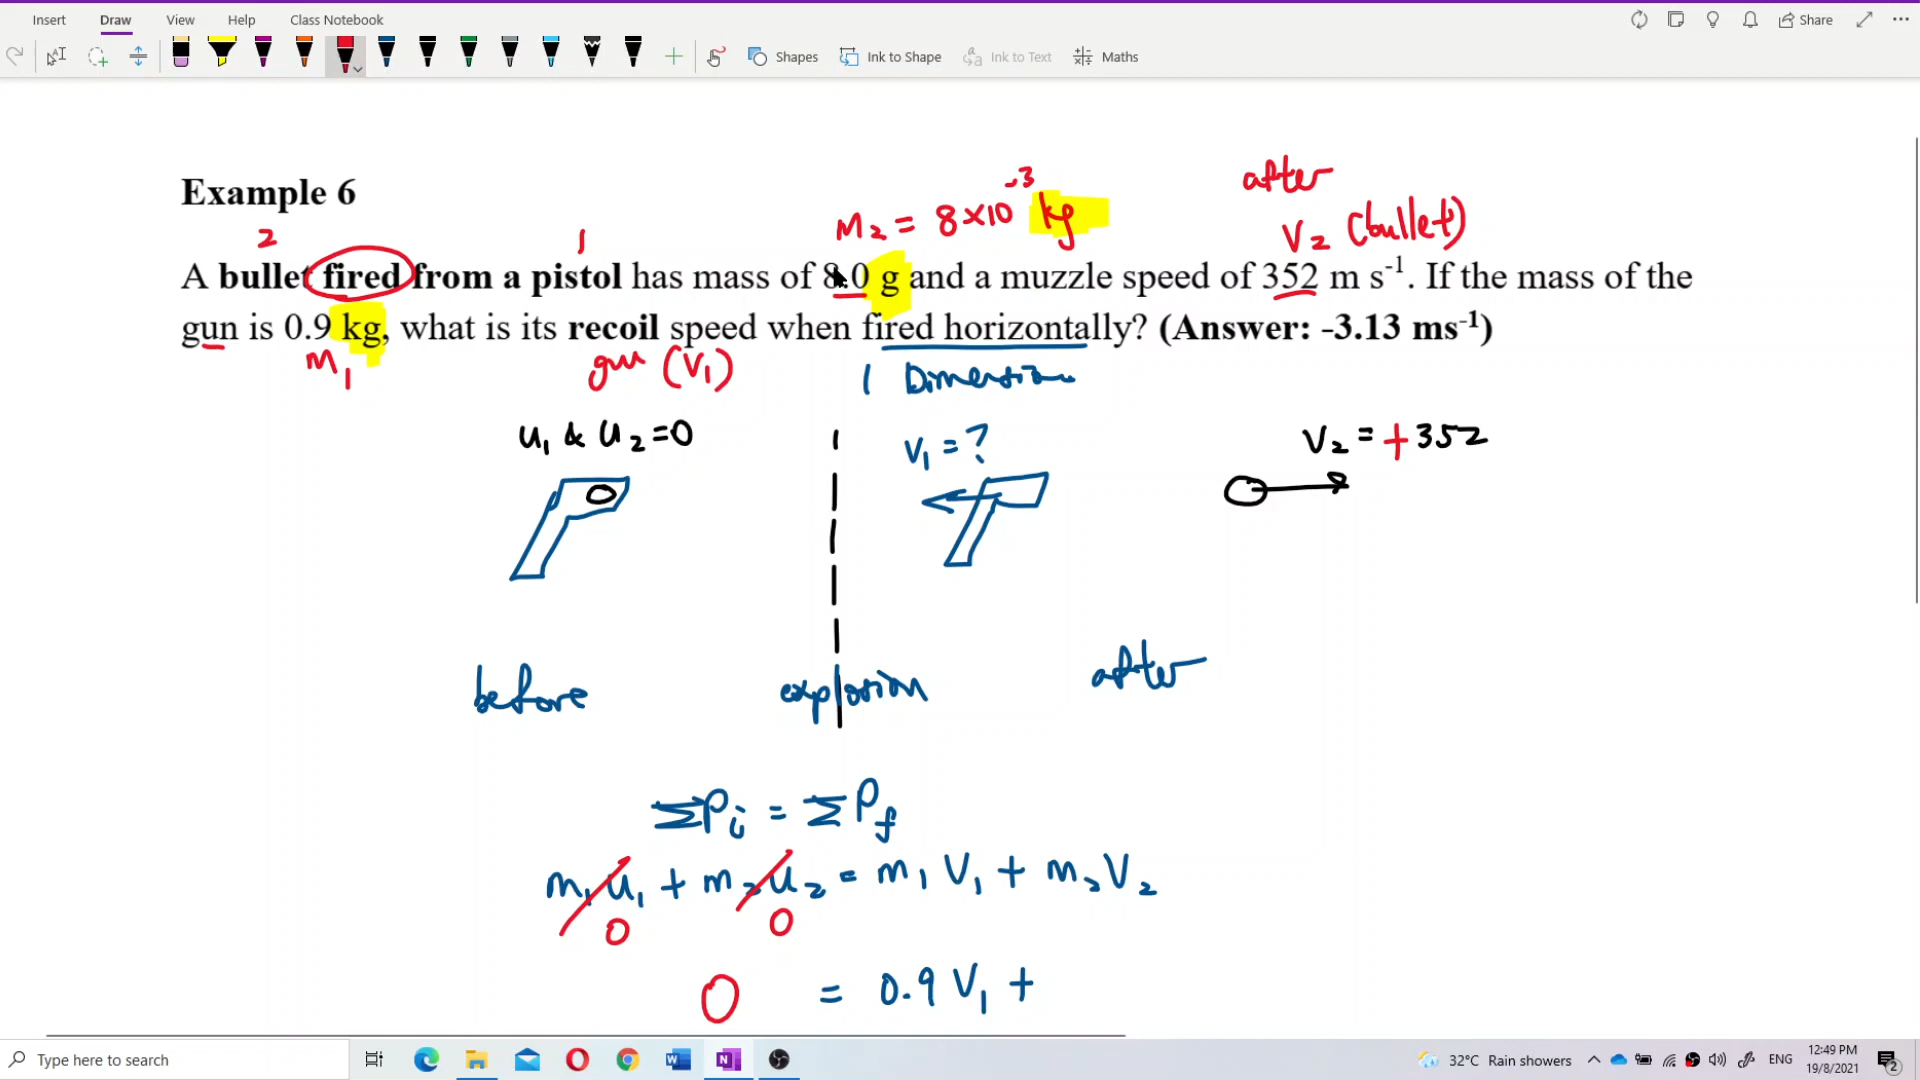 Insert Draw View Help Class Notebook Share
Shapes Ink to Shape Ink to Text Maths
Example 6
after
M₂ = 8×10⁻³ kg
V₂ (bullet)
2 1
A bullet fired from a pistol has mass of 8.0 g and a muzzle speed of 352 m s⁻¹. If the mass of the
gun is 0.9 kg, what is its recoil speed when fired horizontally? (Answer: -3.13 ms⁻¹)
m₁ gun (V₁) 1 Dimension
u₁ & u₂ = 0 V₁ = ? V₂ = +352
before explosion after
ΣPᵢ = ΣP_f
m₁u₁ + m₂u₂ = m₁V₁ + m₂V₂
0 0
0 = 0.9 V₁ +
Type here to search 32°C Rain showers ENG 12:49 PM
19/8/2021 2